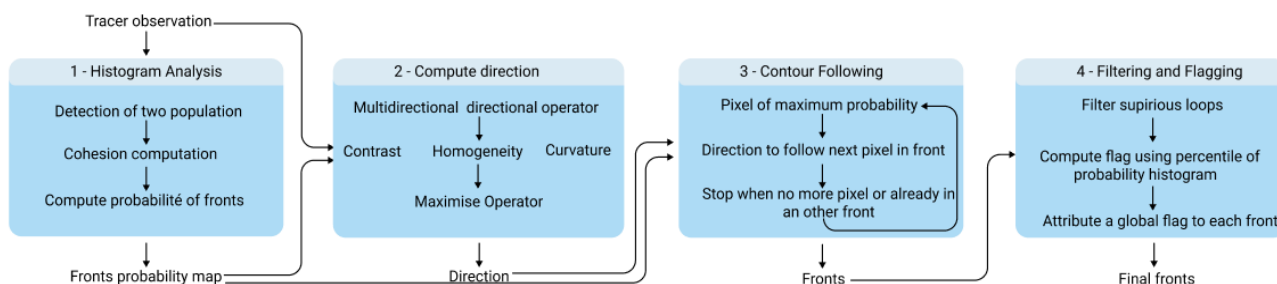 Tracer observation
1 - Histogram Analysis
Detection of two population
Cohesion computation
Compute probabilité of fronts
Fronts probability map
2 - Compute direction
Multidirectional directional operator
Contrast Homogneity Curvature
Maximise Operator
Direction
3 - Contour Following
Pixel of maximum probability
Direction to follow next pixel in front
Stop when no more pixel or already in
an other front
Fronts
4 - Filtering and Flagging
Filter supirious loops
Compute flag using percentile of
probability histogram
Attribute a global flag to each front
Final fronts